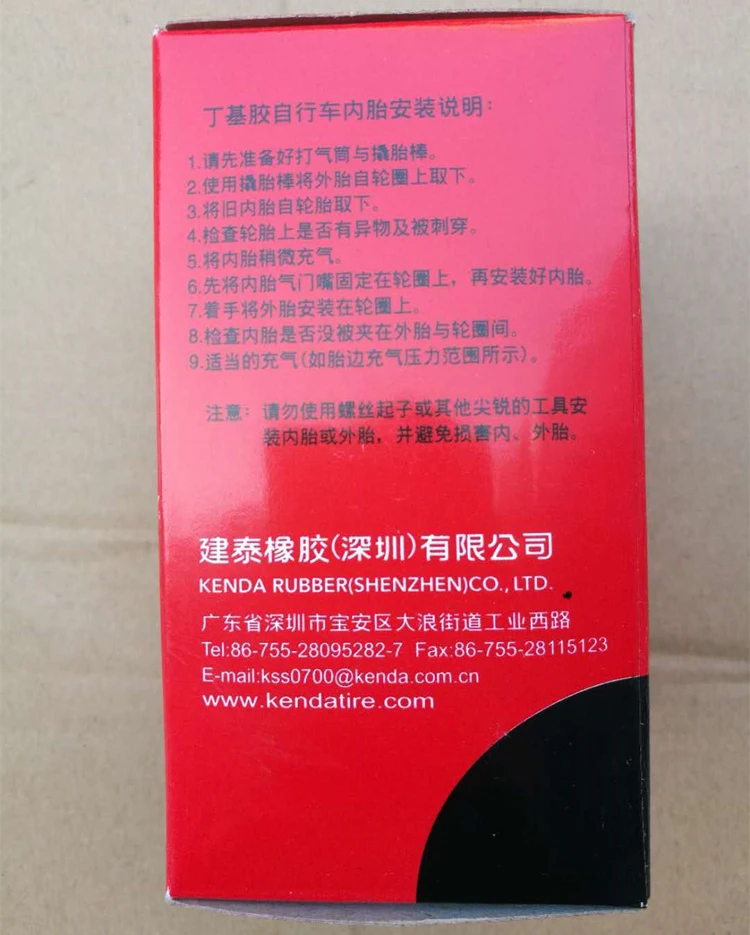 丁基胶自行车内胎安装说明：
1.请先准备好打气筒与撬胎棒。
2.使用撬胎棒将外胎自轮圈上取下。
3.将旧内胎自轮胎取下。
4.检查轮胎上是否有异物及被刺穿。
5.将内胎稍微充气。
6.先将内胎气门嘴固定在轮圈上，再安装好内胎。
7.着手将外胎安装在轮圈上。
8.检查内胎是否没被夹在外胎与轮圈间。
9.适当的充气(如胎边充气压力范围所示)。
注意：请勿使用螺丝起子或其他尖锐的工具安
装内胎或外胎，并避免损害内、外胎。
建泰橡胶(深圳)有限公司
KENDA RUBBER(SHENZHEN)CO., LTD.
广东省深圳市宝安区大浪街道工业西路
Tel:86-755-28095282-7 Fax:86-755-28115123
E-mail:kss0700@kenda.com.cn
www.kendatire.com